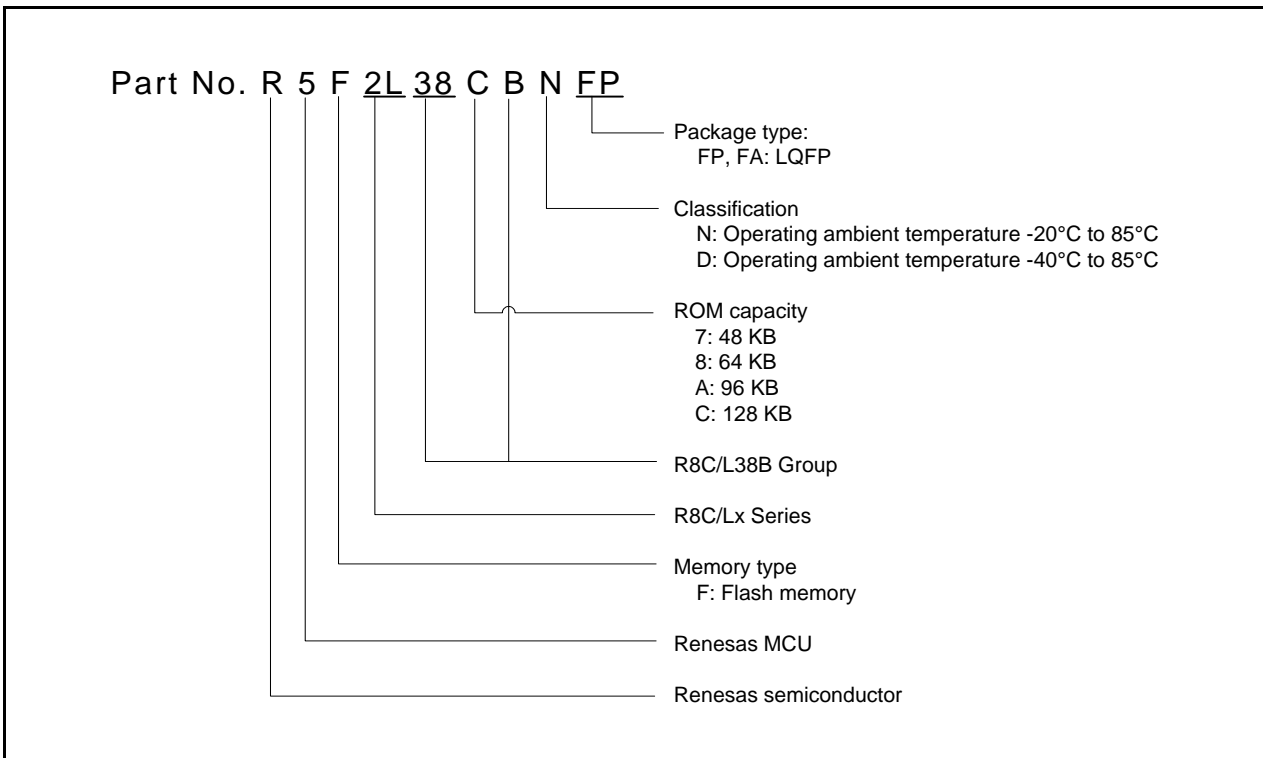 Part No. R 5 F 2L 38 C B N FP
Package type:
FP, FA: LQFP
Classification
N: Operating ambient temperature -20°C to 85°C
D: Operating ambient temperature -40°C to 85°C
ROM capacity
7: 48 KB
8: 64 KB
A: 96 KB
C: 128 KB
R8C/L38B Group
R8C/Lx Series
Memory type
F: Flash memory
Renesas MCU
Renesas semiconductor